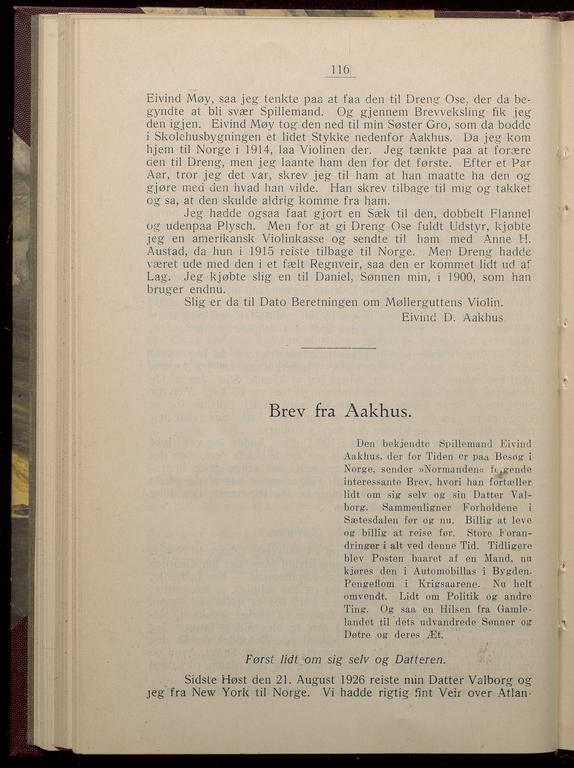 116
Eivind Møy, saa jeg tenkte paa at faa den til Dreng Ose, der da be-
gyndte at bli svær Spillemand. Og gjennem Brevveksling fik jeg
den igjen. Eivind Møy tog den ned til min Søster Gro, som da bodde
i Skolehusbygningen et lidet Stykke nedenfor Aakhus. Da jeg kom
hjem til Norge i 1914, laa Violinen der. Jeg tænkte paa at forære
den til Dreng, men jeg laante ham den for det første. Efter et Par
Aar, tror jeg det var, skrev jeg til ham at han maatte ha den og
gjøre med den hvad han vilde. Han skrev tilbage til mig og takket
og sa, at den skulde aldrig komme fra ham.
Jeg hadde ogsaa faat gjort en Sæk til den, dobbelt Flannel
og udenpaa Plysch. Men for at gi Dreng Ose fuldt Udstyr, kjøbte
jeg en amerikansk Violinkasse og sendte til ham med Anne H.
Austad, da hun i 1915 reiste tilbage til Norge. Men Dreng hadde
været ude med den i et fælt Regnveir, saa den er kommet lidt ud af
Lag. Jeg kjøbte slig en til Daniel, Sønnen min, i 1900, som han
bruger endnu.
Slig er da til Dato Beretningen om Møllerguttens Violin.
Eivind D. Aakhus
Brev fra Aakhus.
Den bekjendte Spillemand Eivind
Aakhus, der for Tiden er paa Besøg i
Norge, sender »Normanden« følgende
interessante Brev, hvori han fortæller
lidt om sig selv og sin Datter Val-
borg. Sammenligner Forholdene i
Sætesdalen før og nu. Billig at leve
og billig at reise før. Store Foran-
dringer i alt ved denne Tid. Tidligere
blev Posten baaret af en Mand, nu
kjøres den i Automobillas i Bygden.
Pengeflom i Krigsaarene. Nu helt
omvendt. Lidt om Politik og andre
Ting. Og saa en Hilsen fra Gamle-
landet til dets udvandrede Sønner og
Døtre og deres Æt.
Først lidt om sig selv og Datteren.
Sidste Høst den 21. August 1926 reiste min Datter Valborg og
jeg fra New York til Norge. Vi hadde rigtig fint Veir over Atlan-